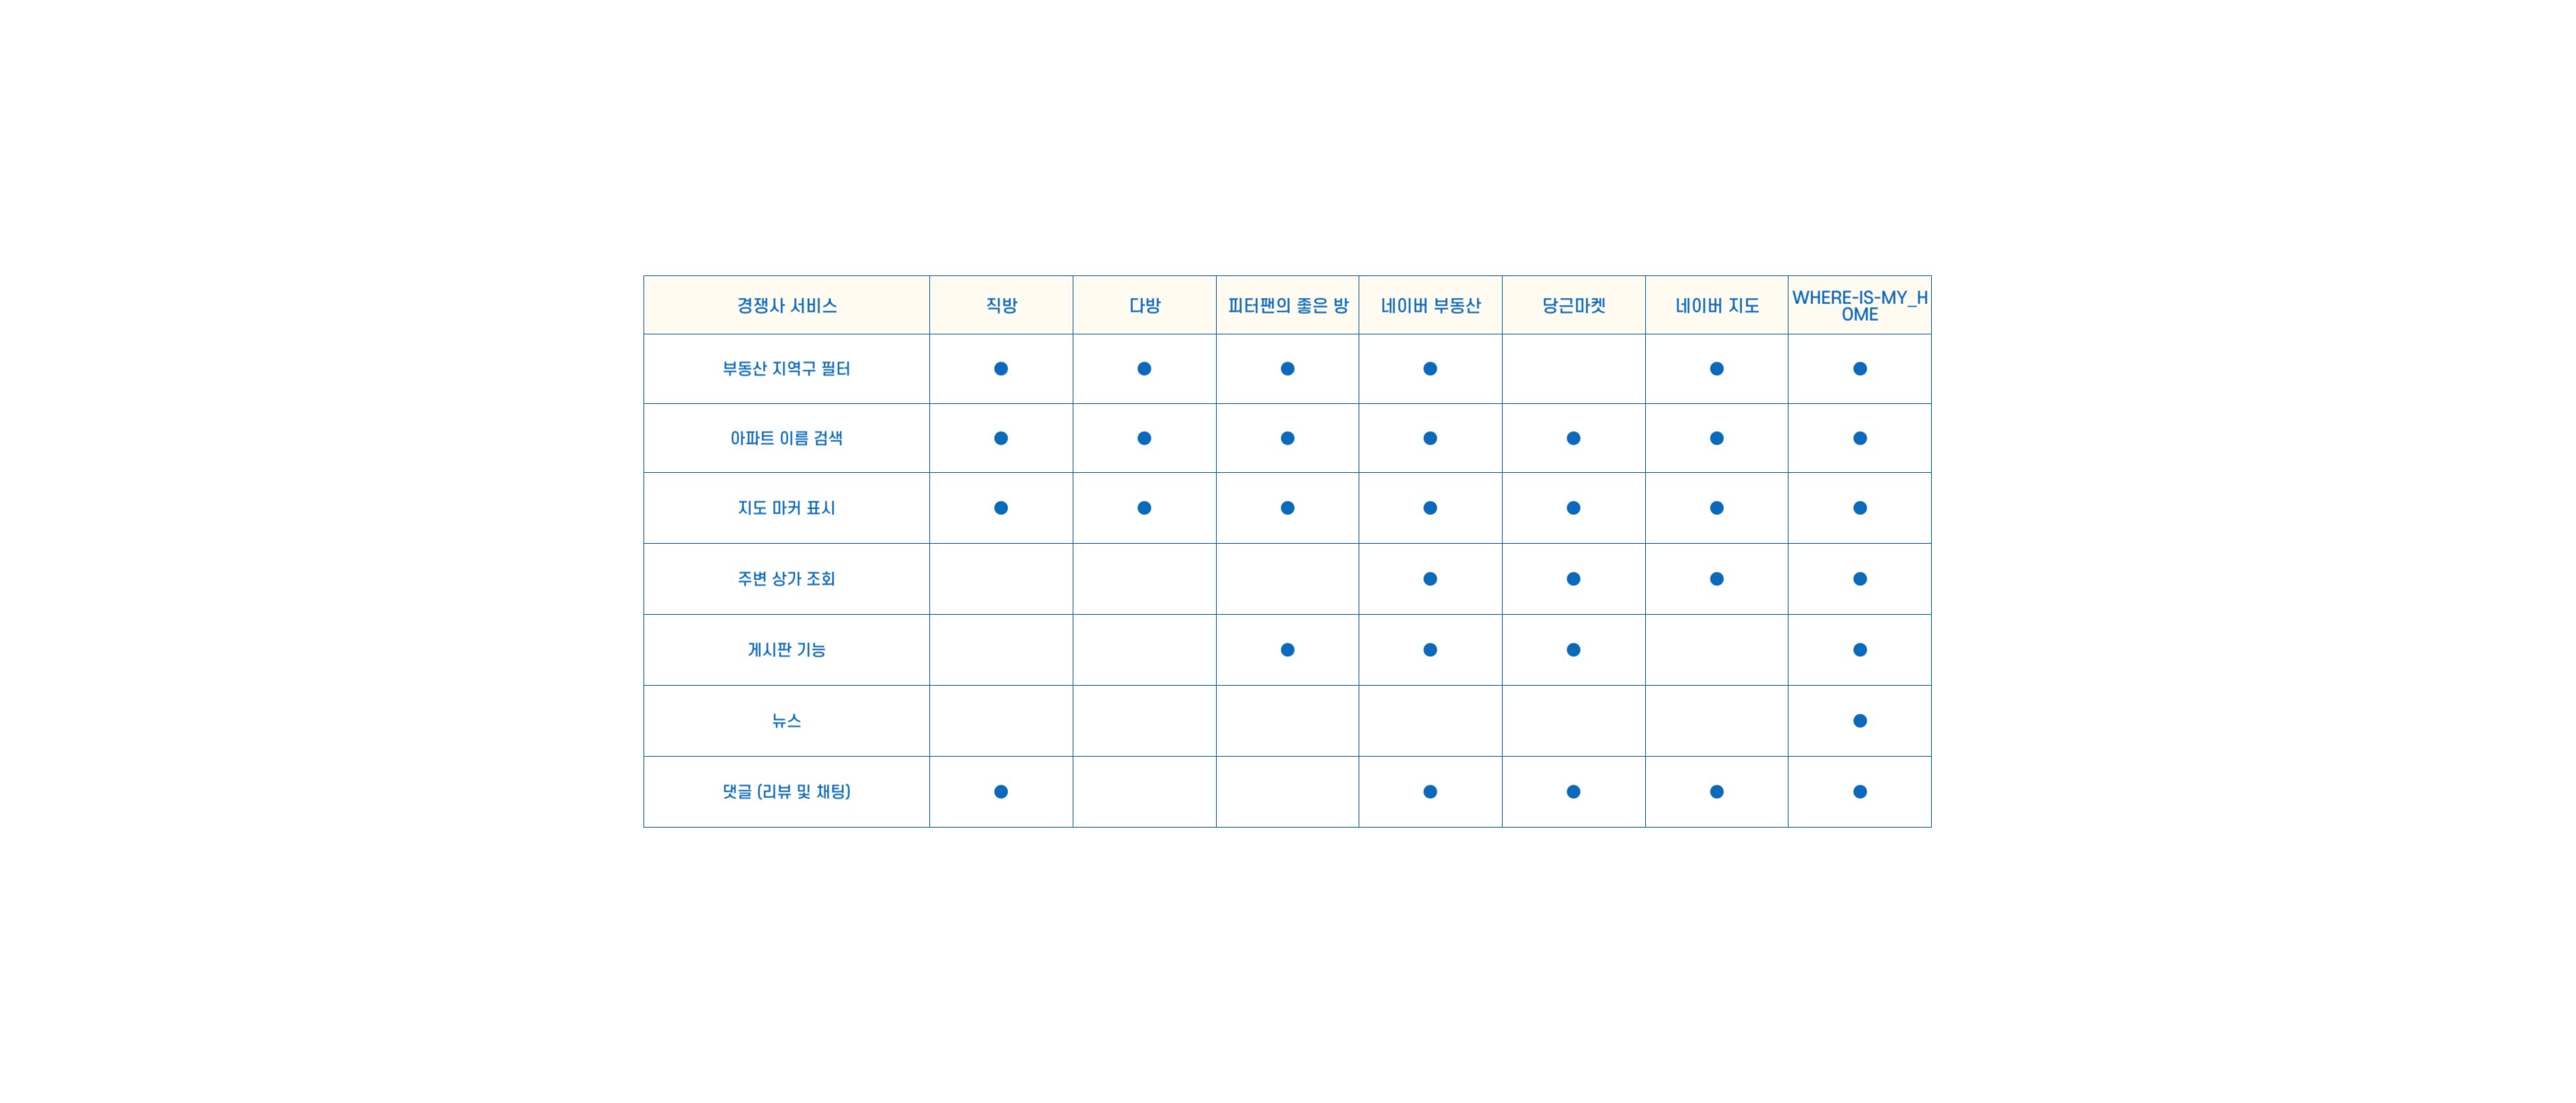 경쟁사 서비스 직방 다방 피터팬의 좋은 방 네이버 부동산 당근마켓 네이버 지도 WHERE-IS-MY_H
OME
부동산 지역구 필터 ● ● ● ● ● ●
아파트 이름 검색 ● ● ● ● ● ● ●
지도 마커 표시 ● ● ● ● ● ● ●
주변 상가 조회 ● ● ● ●
게시판 기능 ● ● ● ●
뉴스 ●
댓글 (리뷰 및 채팅) ● ● ● ● ●